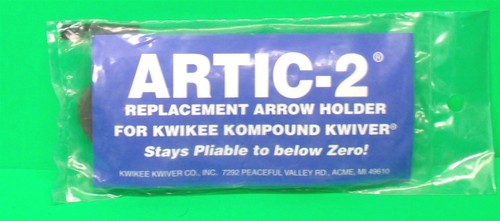 ARTIC-2®
REPLACEMENT ARROW HOLDER
FOR KWIKEE KOMPOUND KWIVER®
Stays Pliable to below Zero!
KWIKEE KWIVER CO., INC. 7292 PEACEFUL VALLEY RD., ACME, MI 49610